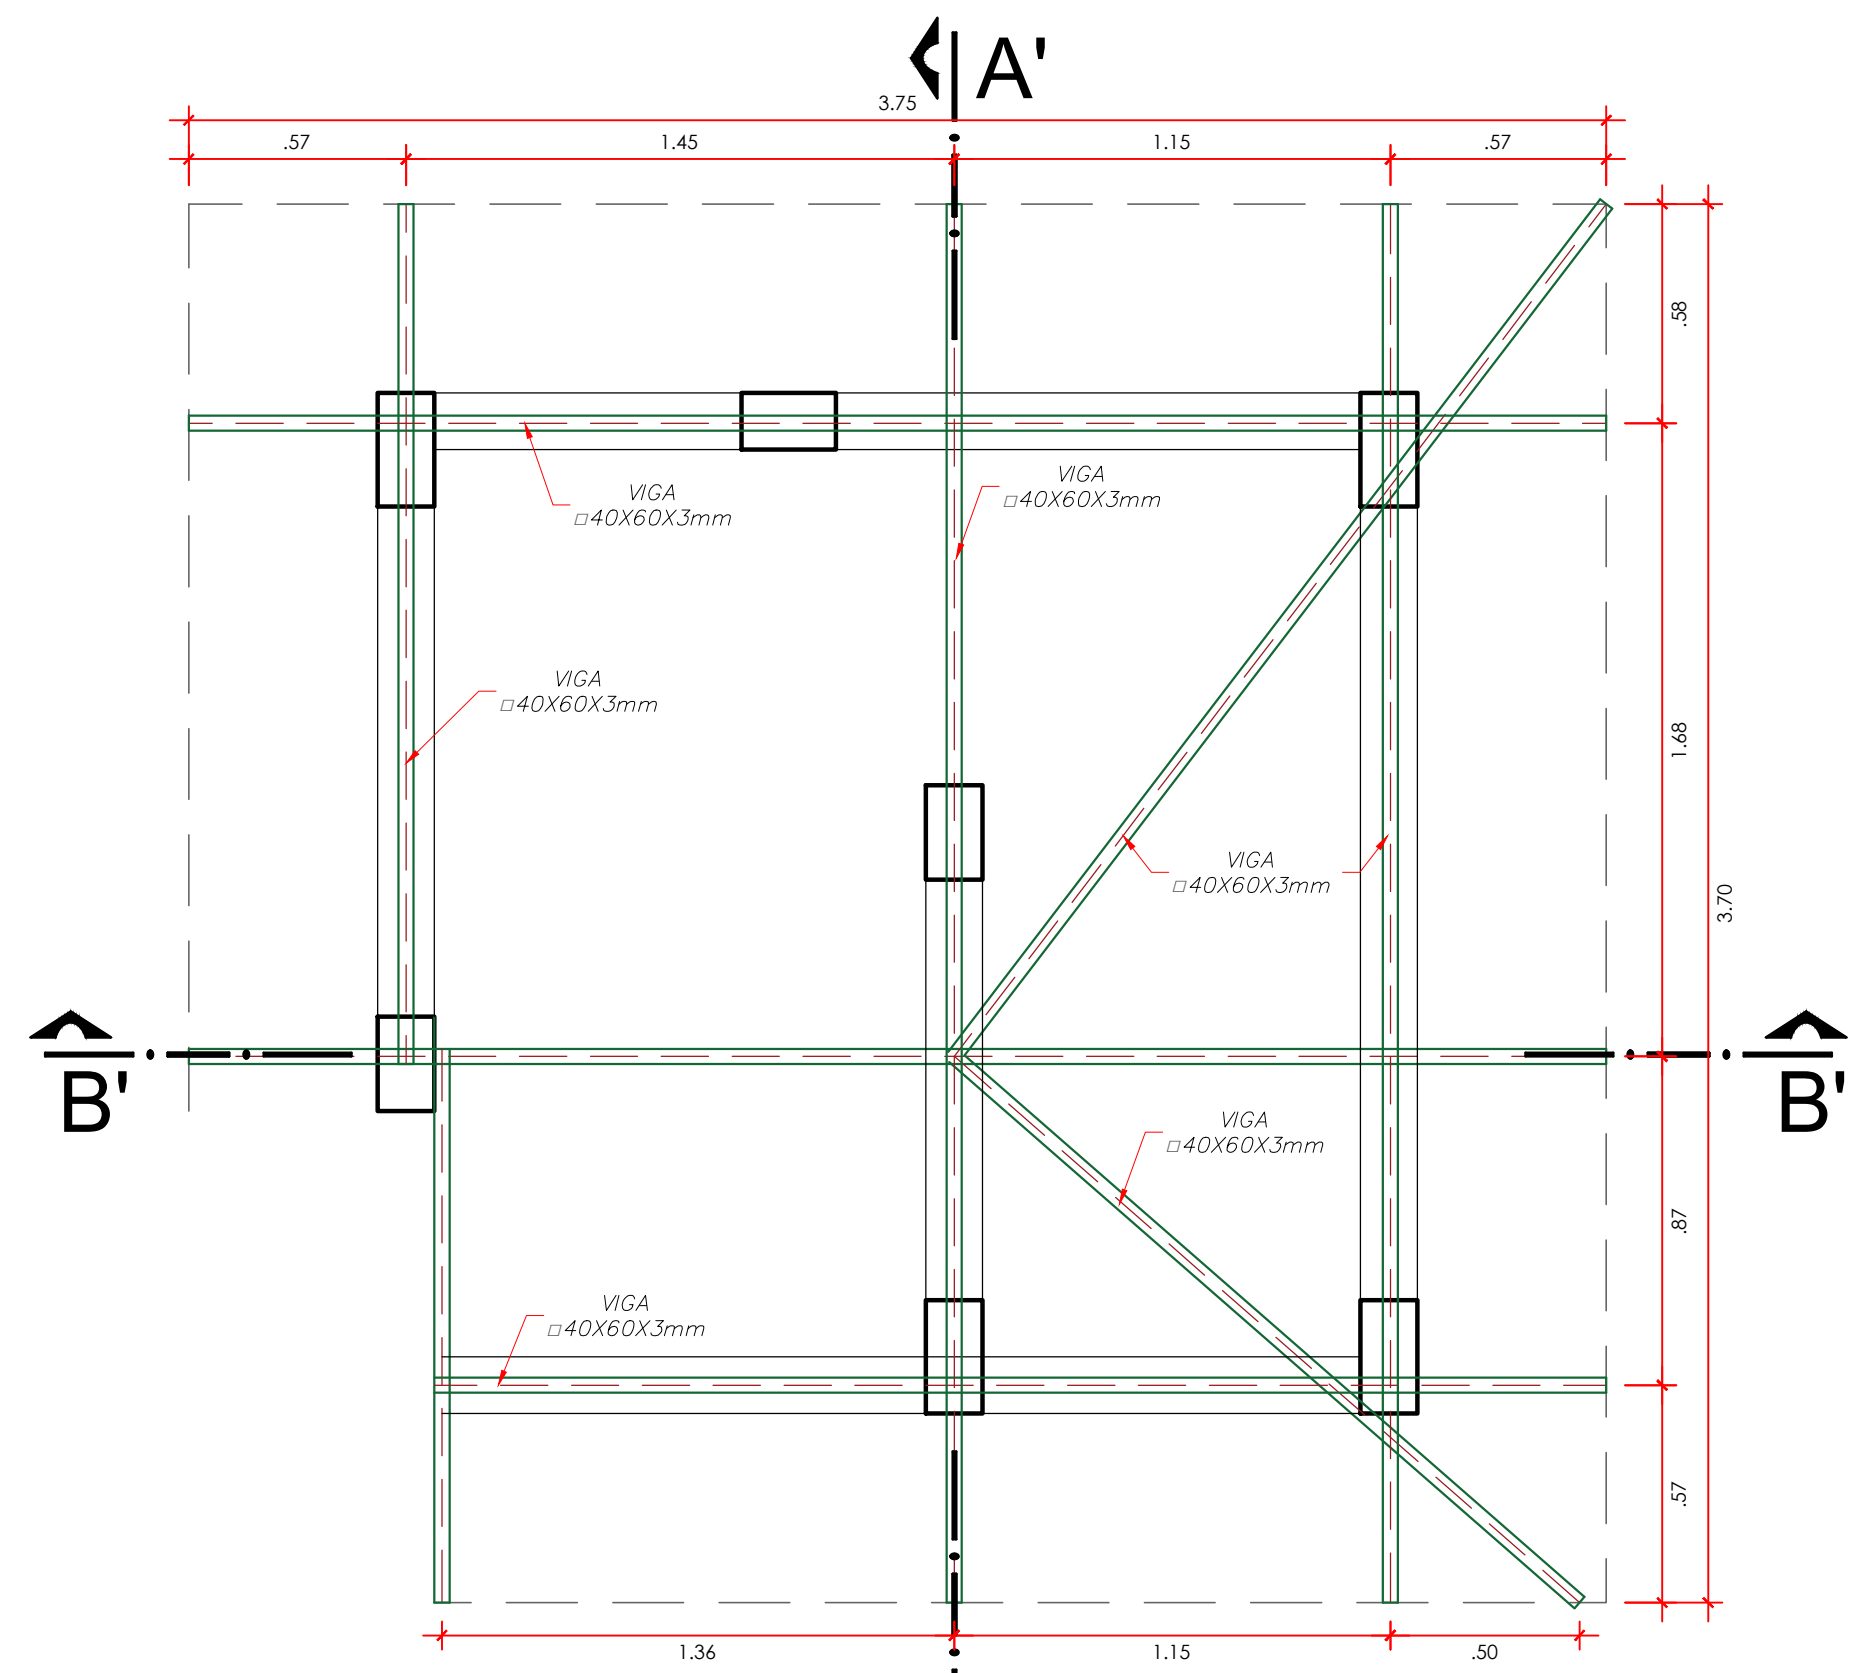 A'
3.75
.57
1.45
1.15
.57
.58
VIGA
□40X60X3mm
VIGA
□40X60X3mm
VIGA
□40X60X3mm
1.68
VIGA
□40X60X3mm
3.70
B'
B'
VIGA
□40X60X3mm
.87
VIGA
□40X60X3mm
.57
1.36
1.15
.50